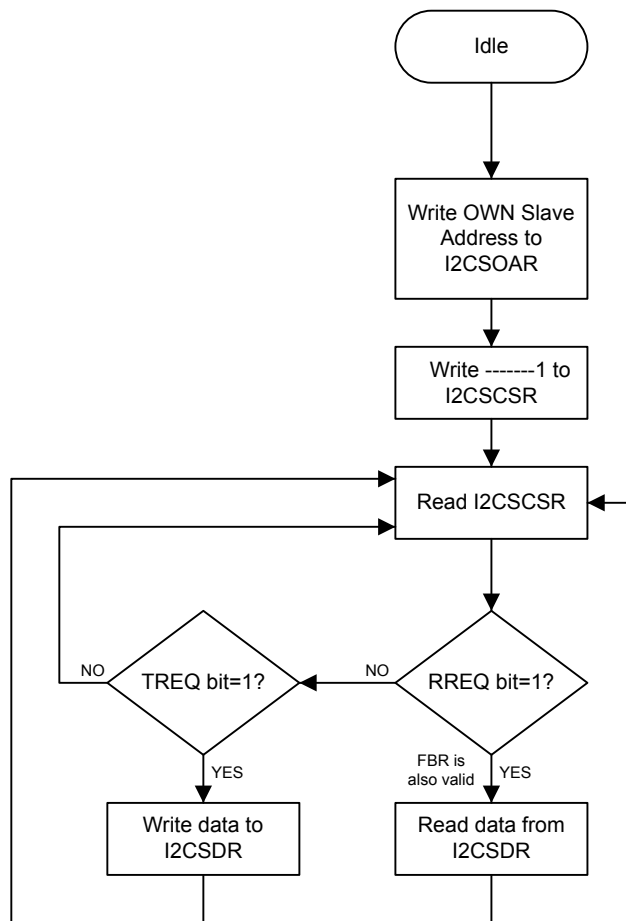 Idle
Write OWN Slave
Address to
I2CSOAR
Write -------1 to
I2CSCSR
Read I2CSCSR
NO
TREQ bit=1?
NO
RREQ bit=1?
YES
FBR is
also valid
YES
Write data to
I2CSDR
Read data from
I2CSDR